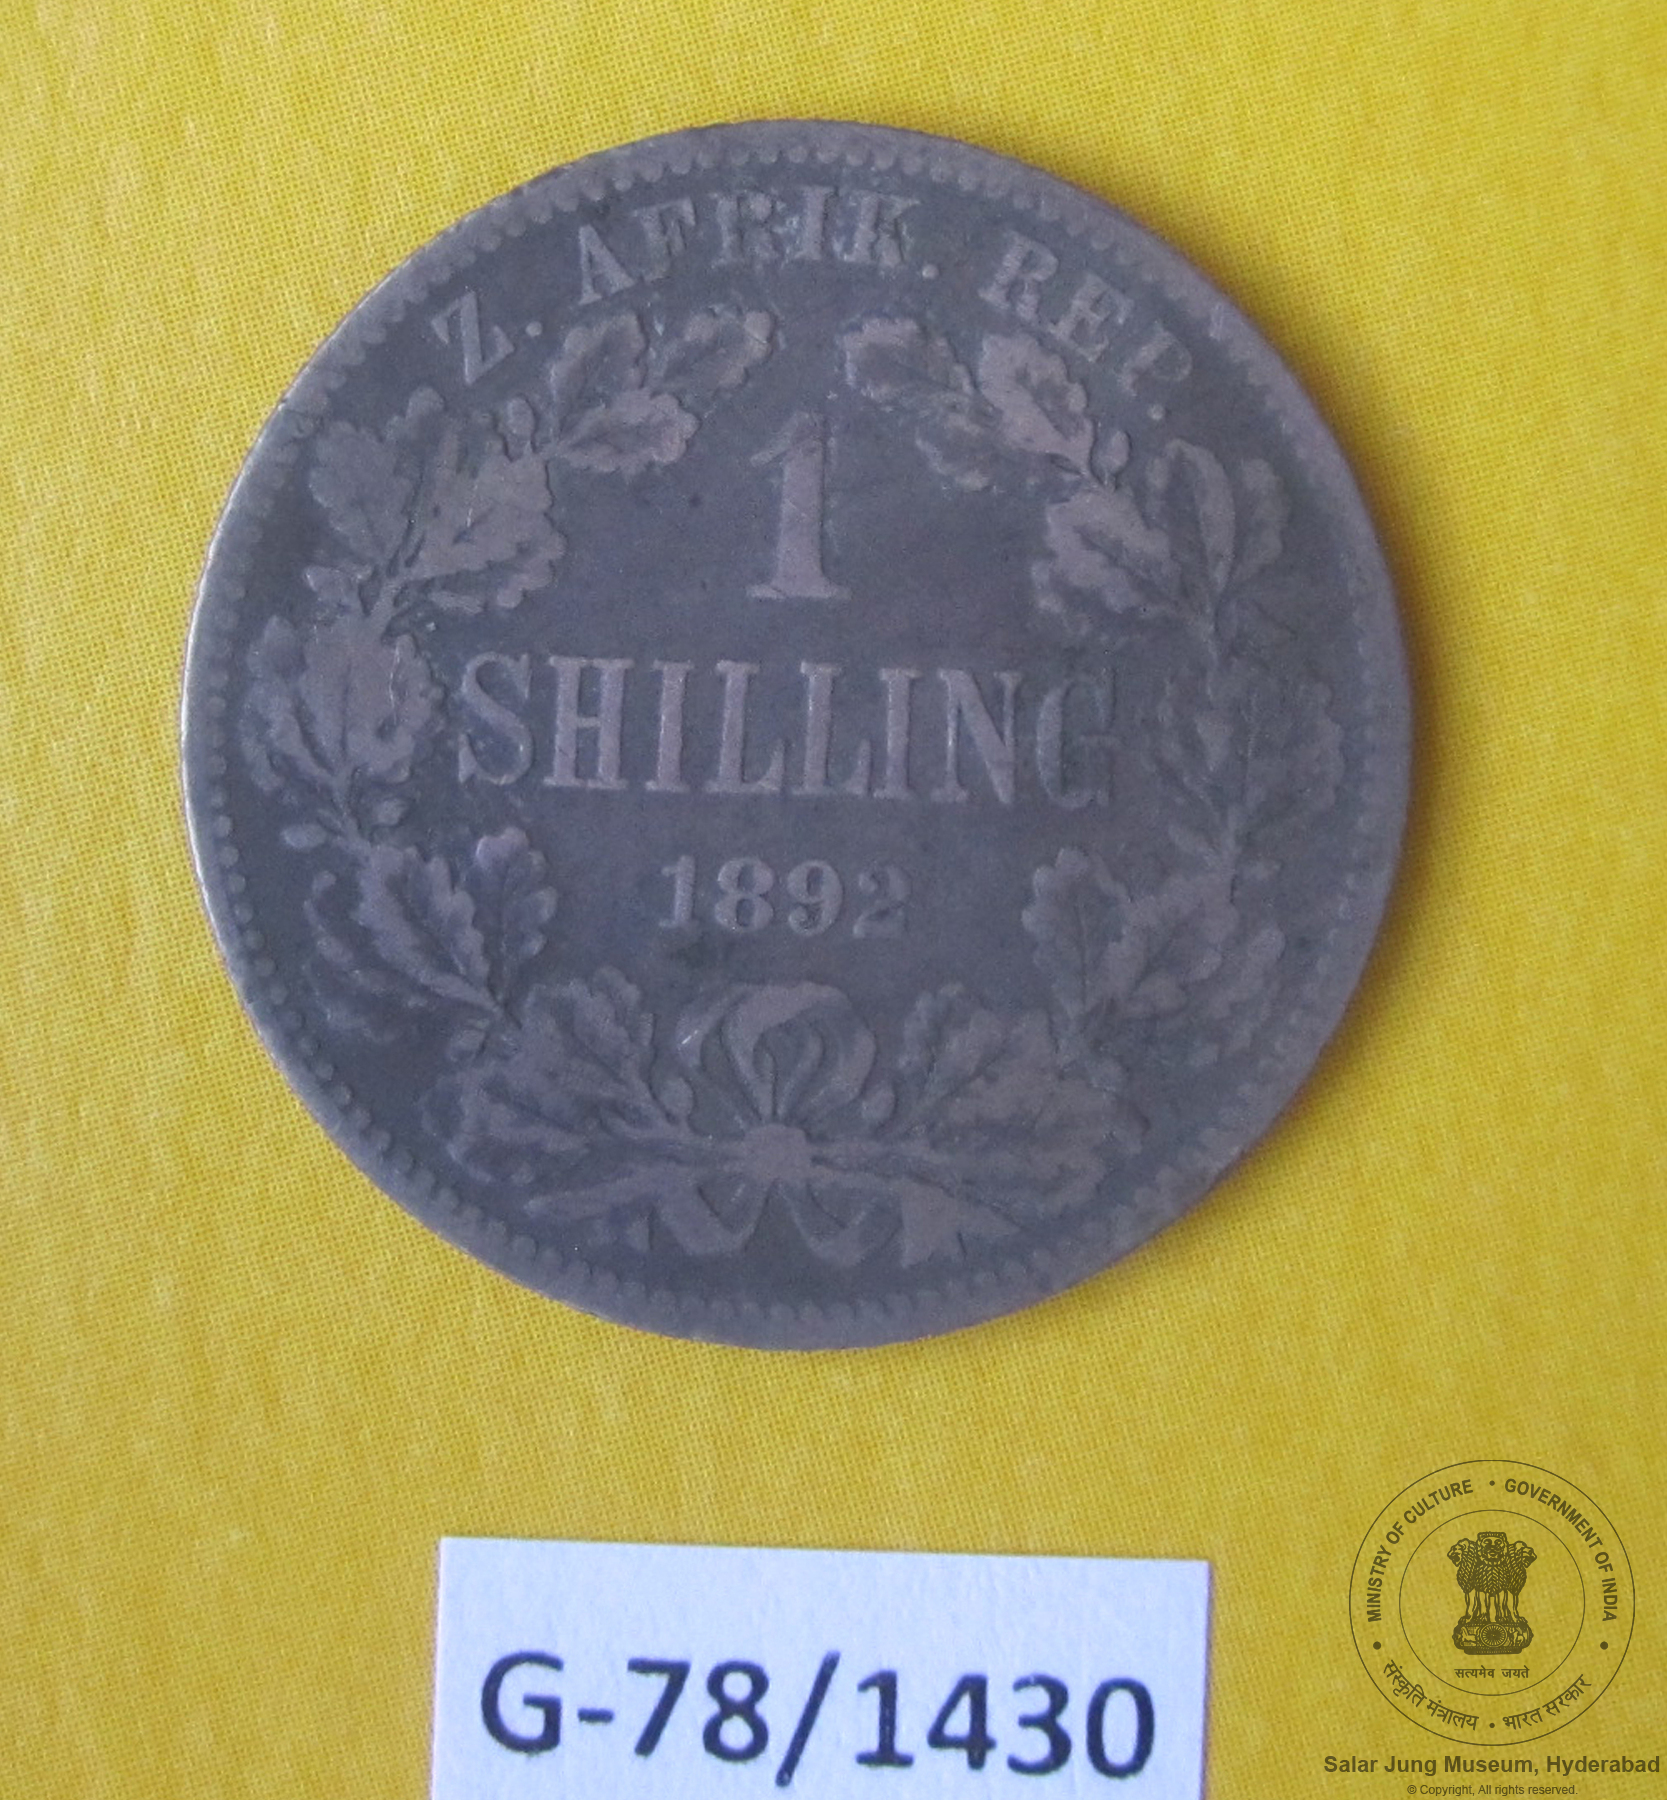 Z. AFRIK. REP.
1
SHILLING
1892
G-78/1430
MINISTRY OF CULTURE • GOVERNMENT OF INDIA
सत्यमेव जयते
संस्कृति मंत्रालय • भारत सरकार
Salar Jung Museum, Hyderabad
© Copyright, All rights reserved.